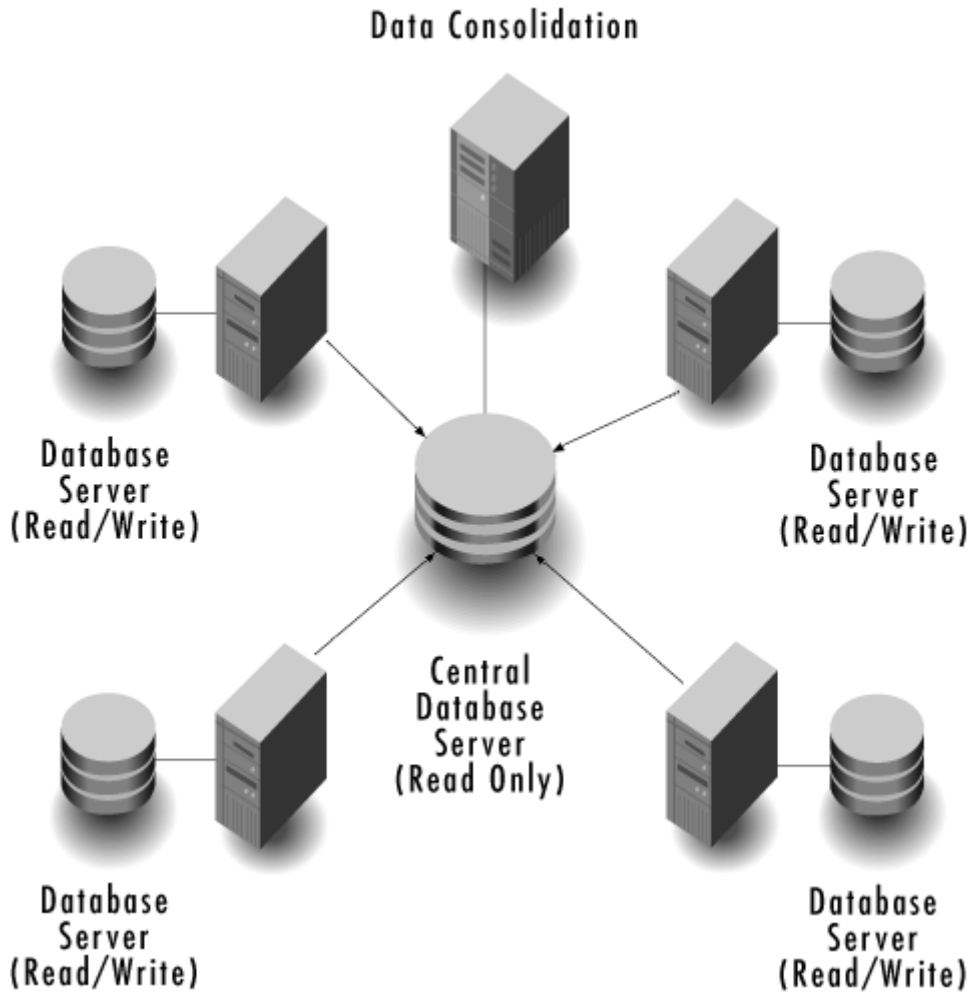 Data Consolidation
Database
Server
(Read/Write)
Database
Server
(Read/Write)
Central
Database
Server
(Read Only)
Database
Server
(Read/Write)
Database
Server
(Read/Write)